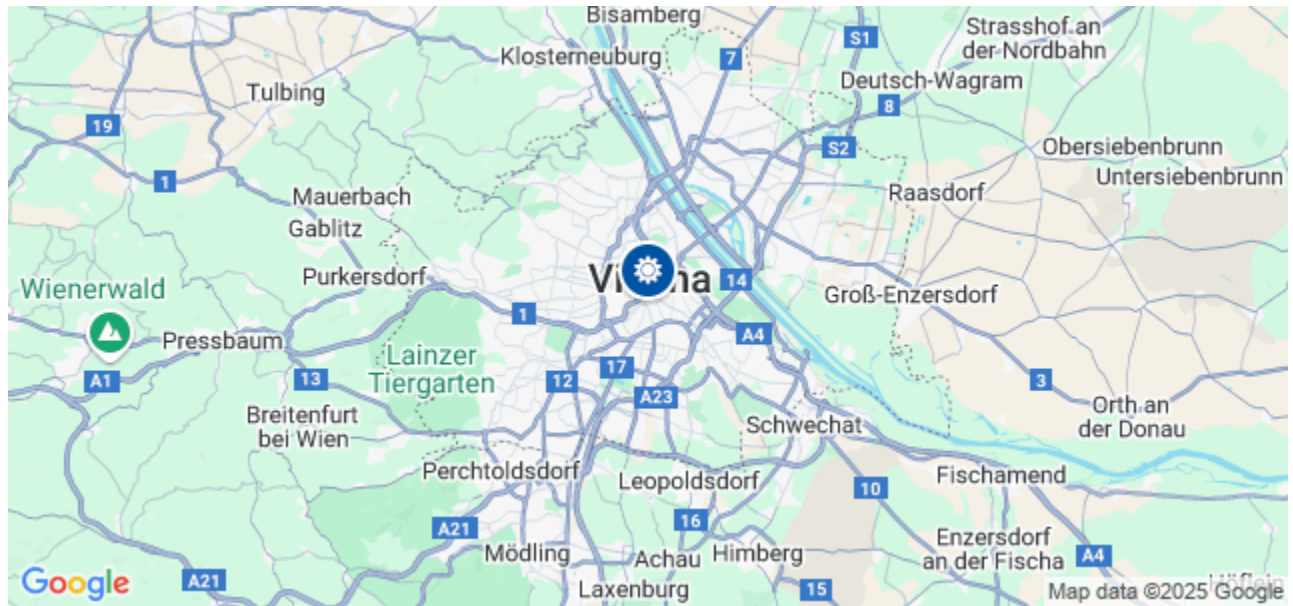 Bisamberg
Strasshof an
der Nordbahn
S1
Klosterneuburg
7
Deutsch-Wagram
Tulbing
8
19
S2
Obersiebenbrunn
1
Untersiebenbrunn
Mauerbach
Raasdorf
Gablitz
Purkersdorf
14
Wienerwald
Groß-Enzersdorf
1
A4
Pressbaum
Lainzer
Tiergarten
17
A1
13
12
3
A23
Breitenfurt
bei Wien
Orth an
der Donau
Schwechat
Perchtoldsdorf
Leopoldsdorf
Fischamend
10
A21
16
Enzersdorf
an der Fischa
Mödling
Achau
Himberg
A4
Google
A21
Laxenburg
15
Map data ©2025 Google